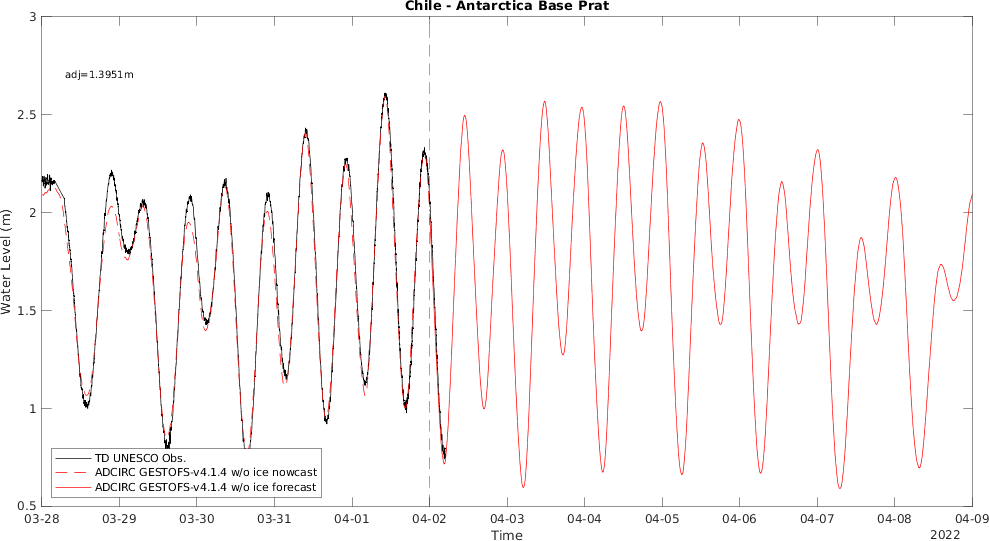 Chile - Antarctica Base Prat
adj=1.3951m
3
2.5
2
1.5
1
0.5
Water Level (m)
TD UNESCO Obs.
ADCIRC GESTOFS-v4.1.4 w/o ice nowcast
ADCIRC GESTOFS-v4.1.4 w/o ice forecast
03-28 03-29 03-30 03-31 04-01 04-02 04-03 04-04 04-05 04-06 04-07 04-08 04-09
Time
2022